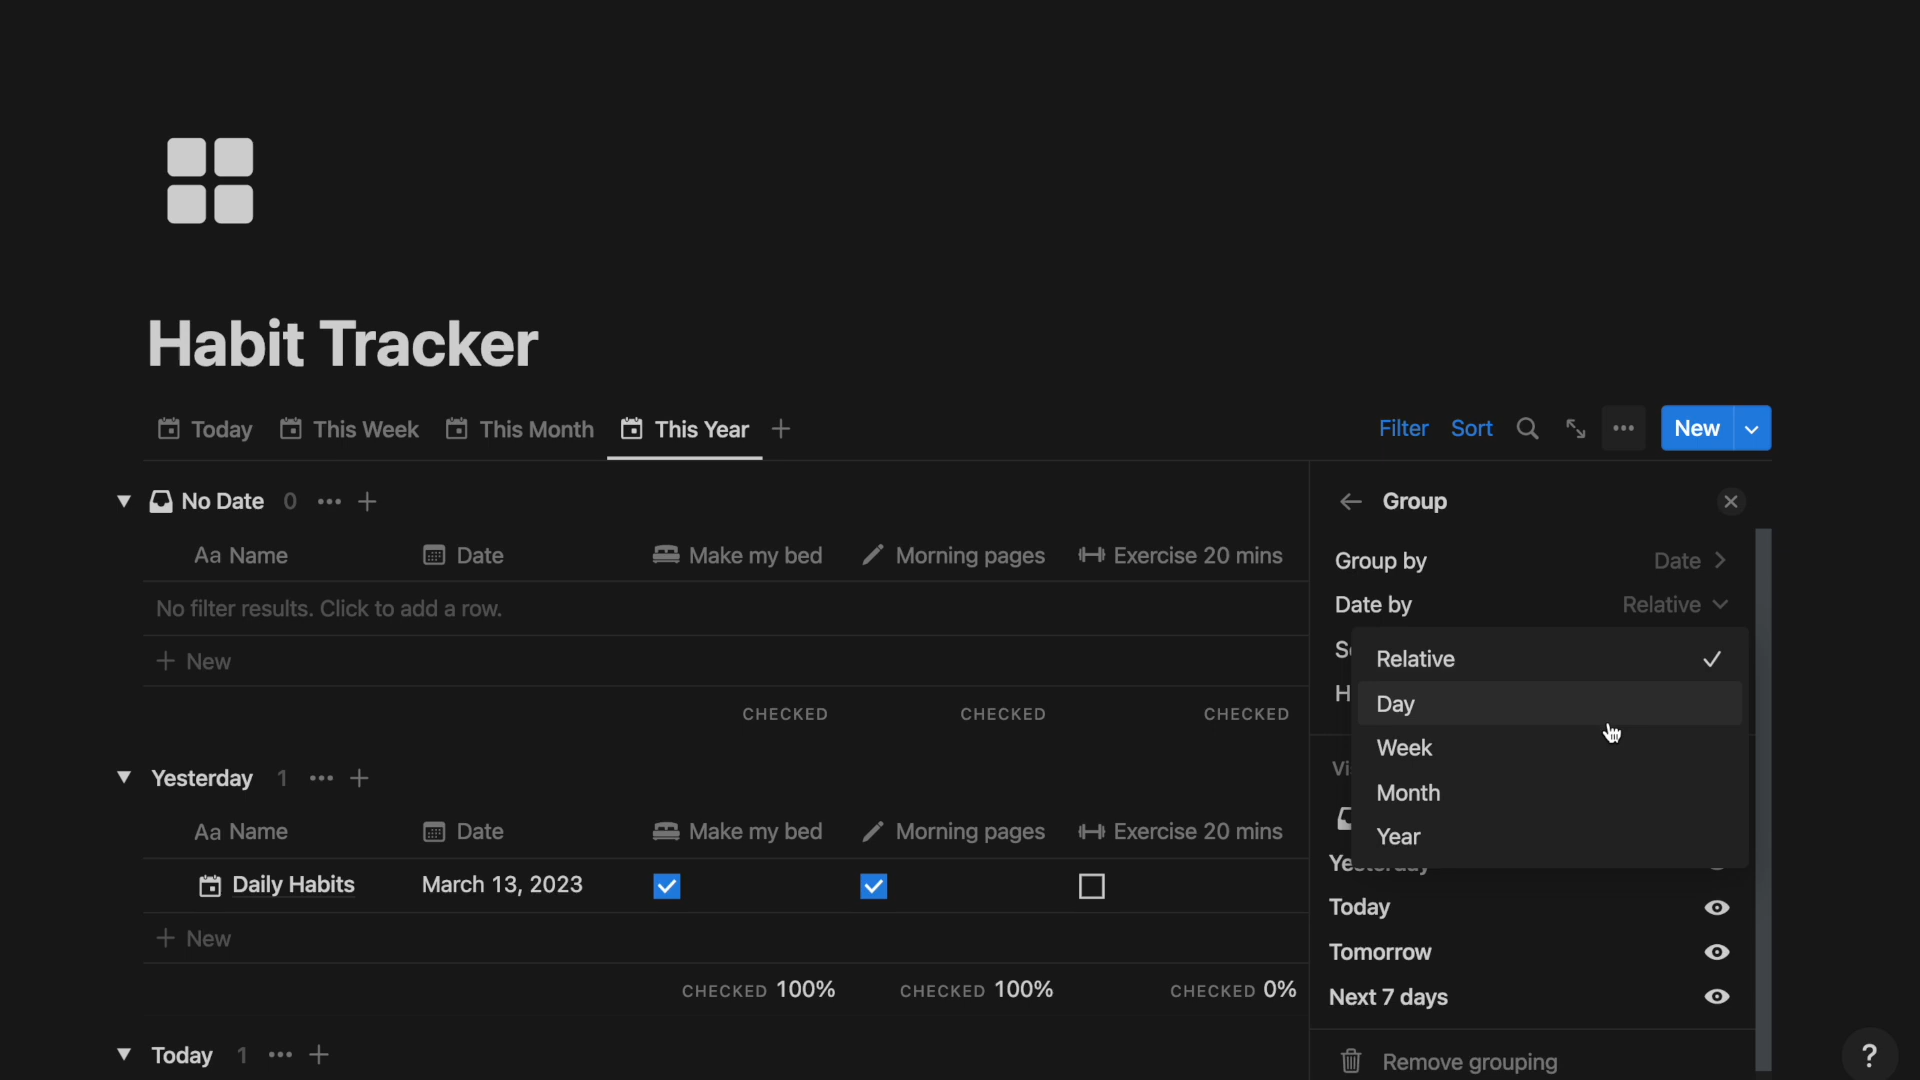 Habit Tracker
Today This Week This Month This Year
Filter Sort New
No Date 0
Aa Name Date Make my bed Morning pages Exercise 20 mins
No filter results. Click to add a row.
+ New
CHECKED CHECKED CHECKED
Yesterday 1
Aa Name Date Make my bed Morning pages Exercise 20 mins
Daily Habits March 13, 2023
+ New
CHECKED 100% CHECKED 100% CHECKED 0%
Today 1
Group
Group by Date
Date by Relative
Relative
Day
Week
Month
Year
Today
Tomorrow
Next 7 days
Remove grouping
?